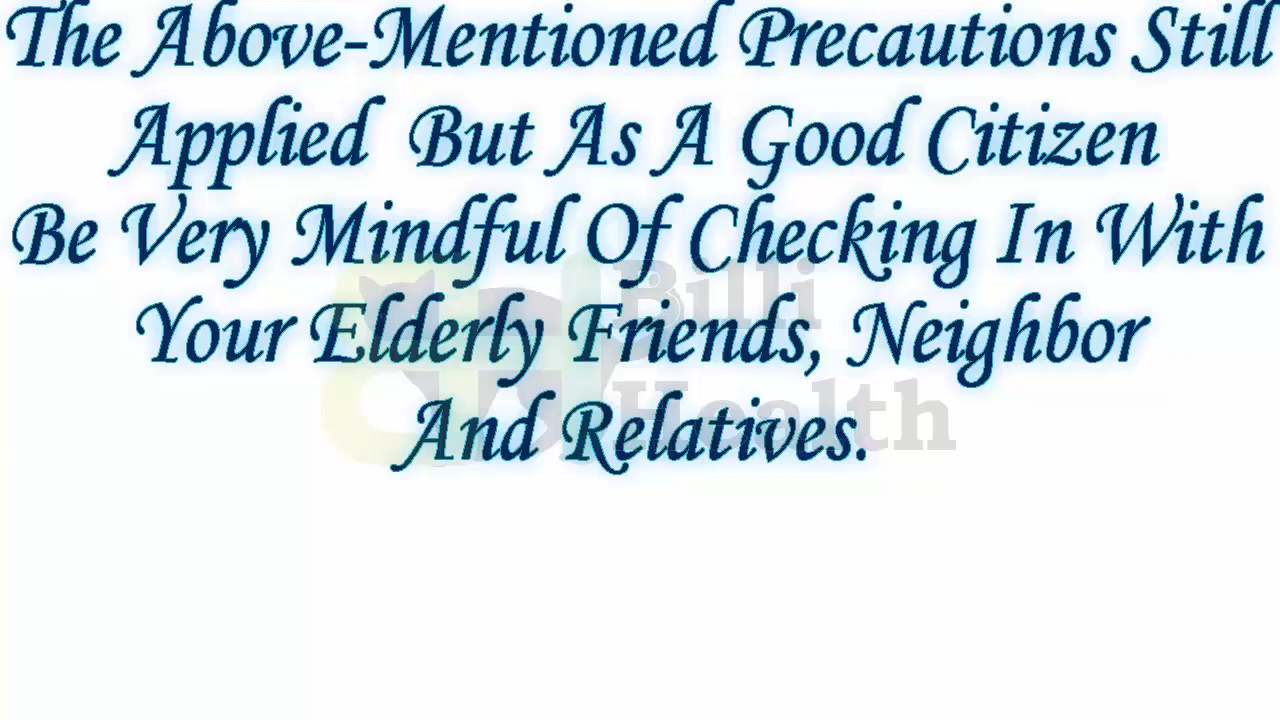 The Above-Mentioned Precautions Still
Applied But As A Good Citizen
Be Very Mindful Of Checking In With
Your Elderly Friends, Neighbor
And Relatives.
Billi
Health